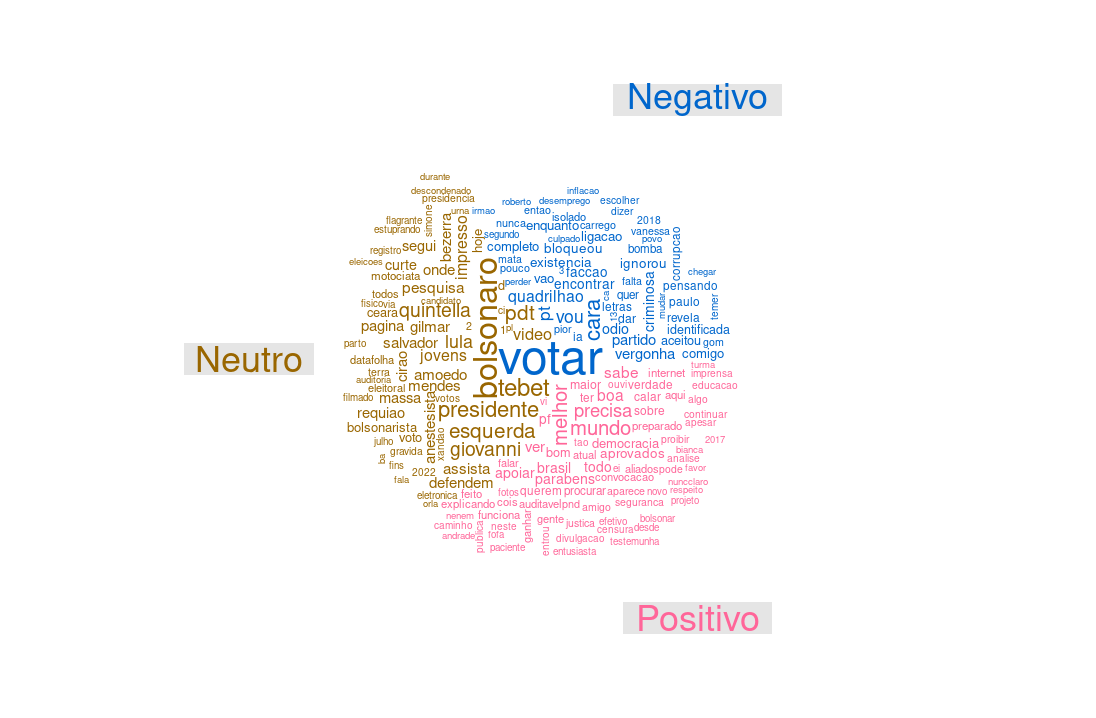 Negativo
durante
descondenado
presidencia
inflacao
roberto
desemprego
escolher
urna
irmao
entao
isolado
dizer
flagrante
simone
bezerra
impresso
nunca
enquanto
carrego
2018
estuprando
hoje
segundo
culpado
ligacao
vanessa
povo
registro
segui
completo
bloqueou
bomba
corrupcao
eleicoes
curte
onde
mata
pouco
existencia
ignorou
chegar
motociata
bolsonaro
d
perder
vao
3
faccao
encontrar
falta
criminosa
pensando
todos
pesquisa
quadrilhao
ca
quer
mudar
paulo
temer
fisico
via
candidato
quintella
ci
pdt
pt
vou
cara
letras
ceara
13
dar
revela
pagina
gilmar
2
1
pl
video
pior
ia
odio
identificada
parto
salvador
lula
votar
partido
aceitou
gom
datafolha
cirao
jovens
vergonha
comigo
Neutro
terra
auditoria
amoedo
tebet
sabe
internet
turma
imprensa
eleitoral
mendes
melhor
maior
ouvi
verdade
educacao
filmado
massa
votos
vi
ter
boa
calar
aqui
algo
requiao
anestesista
presidente
pf
precisa
sobre
continuar
bolsonarista
xandao
esquerda
mundo
preparado
apesar
julho
voto
giovanni
ver
tao
democracia
proibir
2017
ba
gravida
bom
atual
aprovados
bianca
analise
fins
2022
assista
falar
apoiar
brasil
todo
ei
aliados
pode
favor
fala
defendem
parabens
convocacao
nunc
claro
eletronica
feito
fotos
querem
procurar
aparece
novo
respeito
orla
explicando
cois
auditavel
pnd
amigo
seguranca
projeto
nenem
funciona
ganhar
gente
justica
efetivo
bolsonar
caminho
publica
neste
entrou
censura
desde
andrade
fofa
divulgacao
testemunha
paciente
entusiasta
Positivo